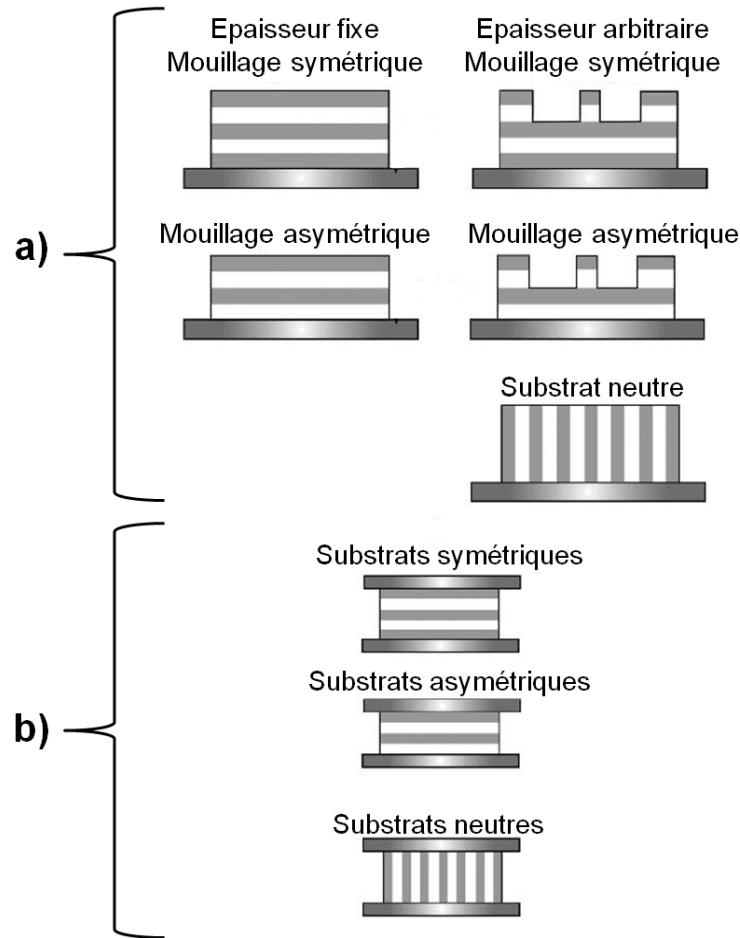 Epaisseur fixe
Mouillage symétrique
Epaisseur arbitraire
Mouillage symétrique
a)
Mouillage asymétrique
Mouillage asymétrique
Substrat neutre
Substrats symétriques
Substrats asymétriques
b)
Substrats neutres